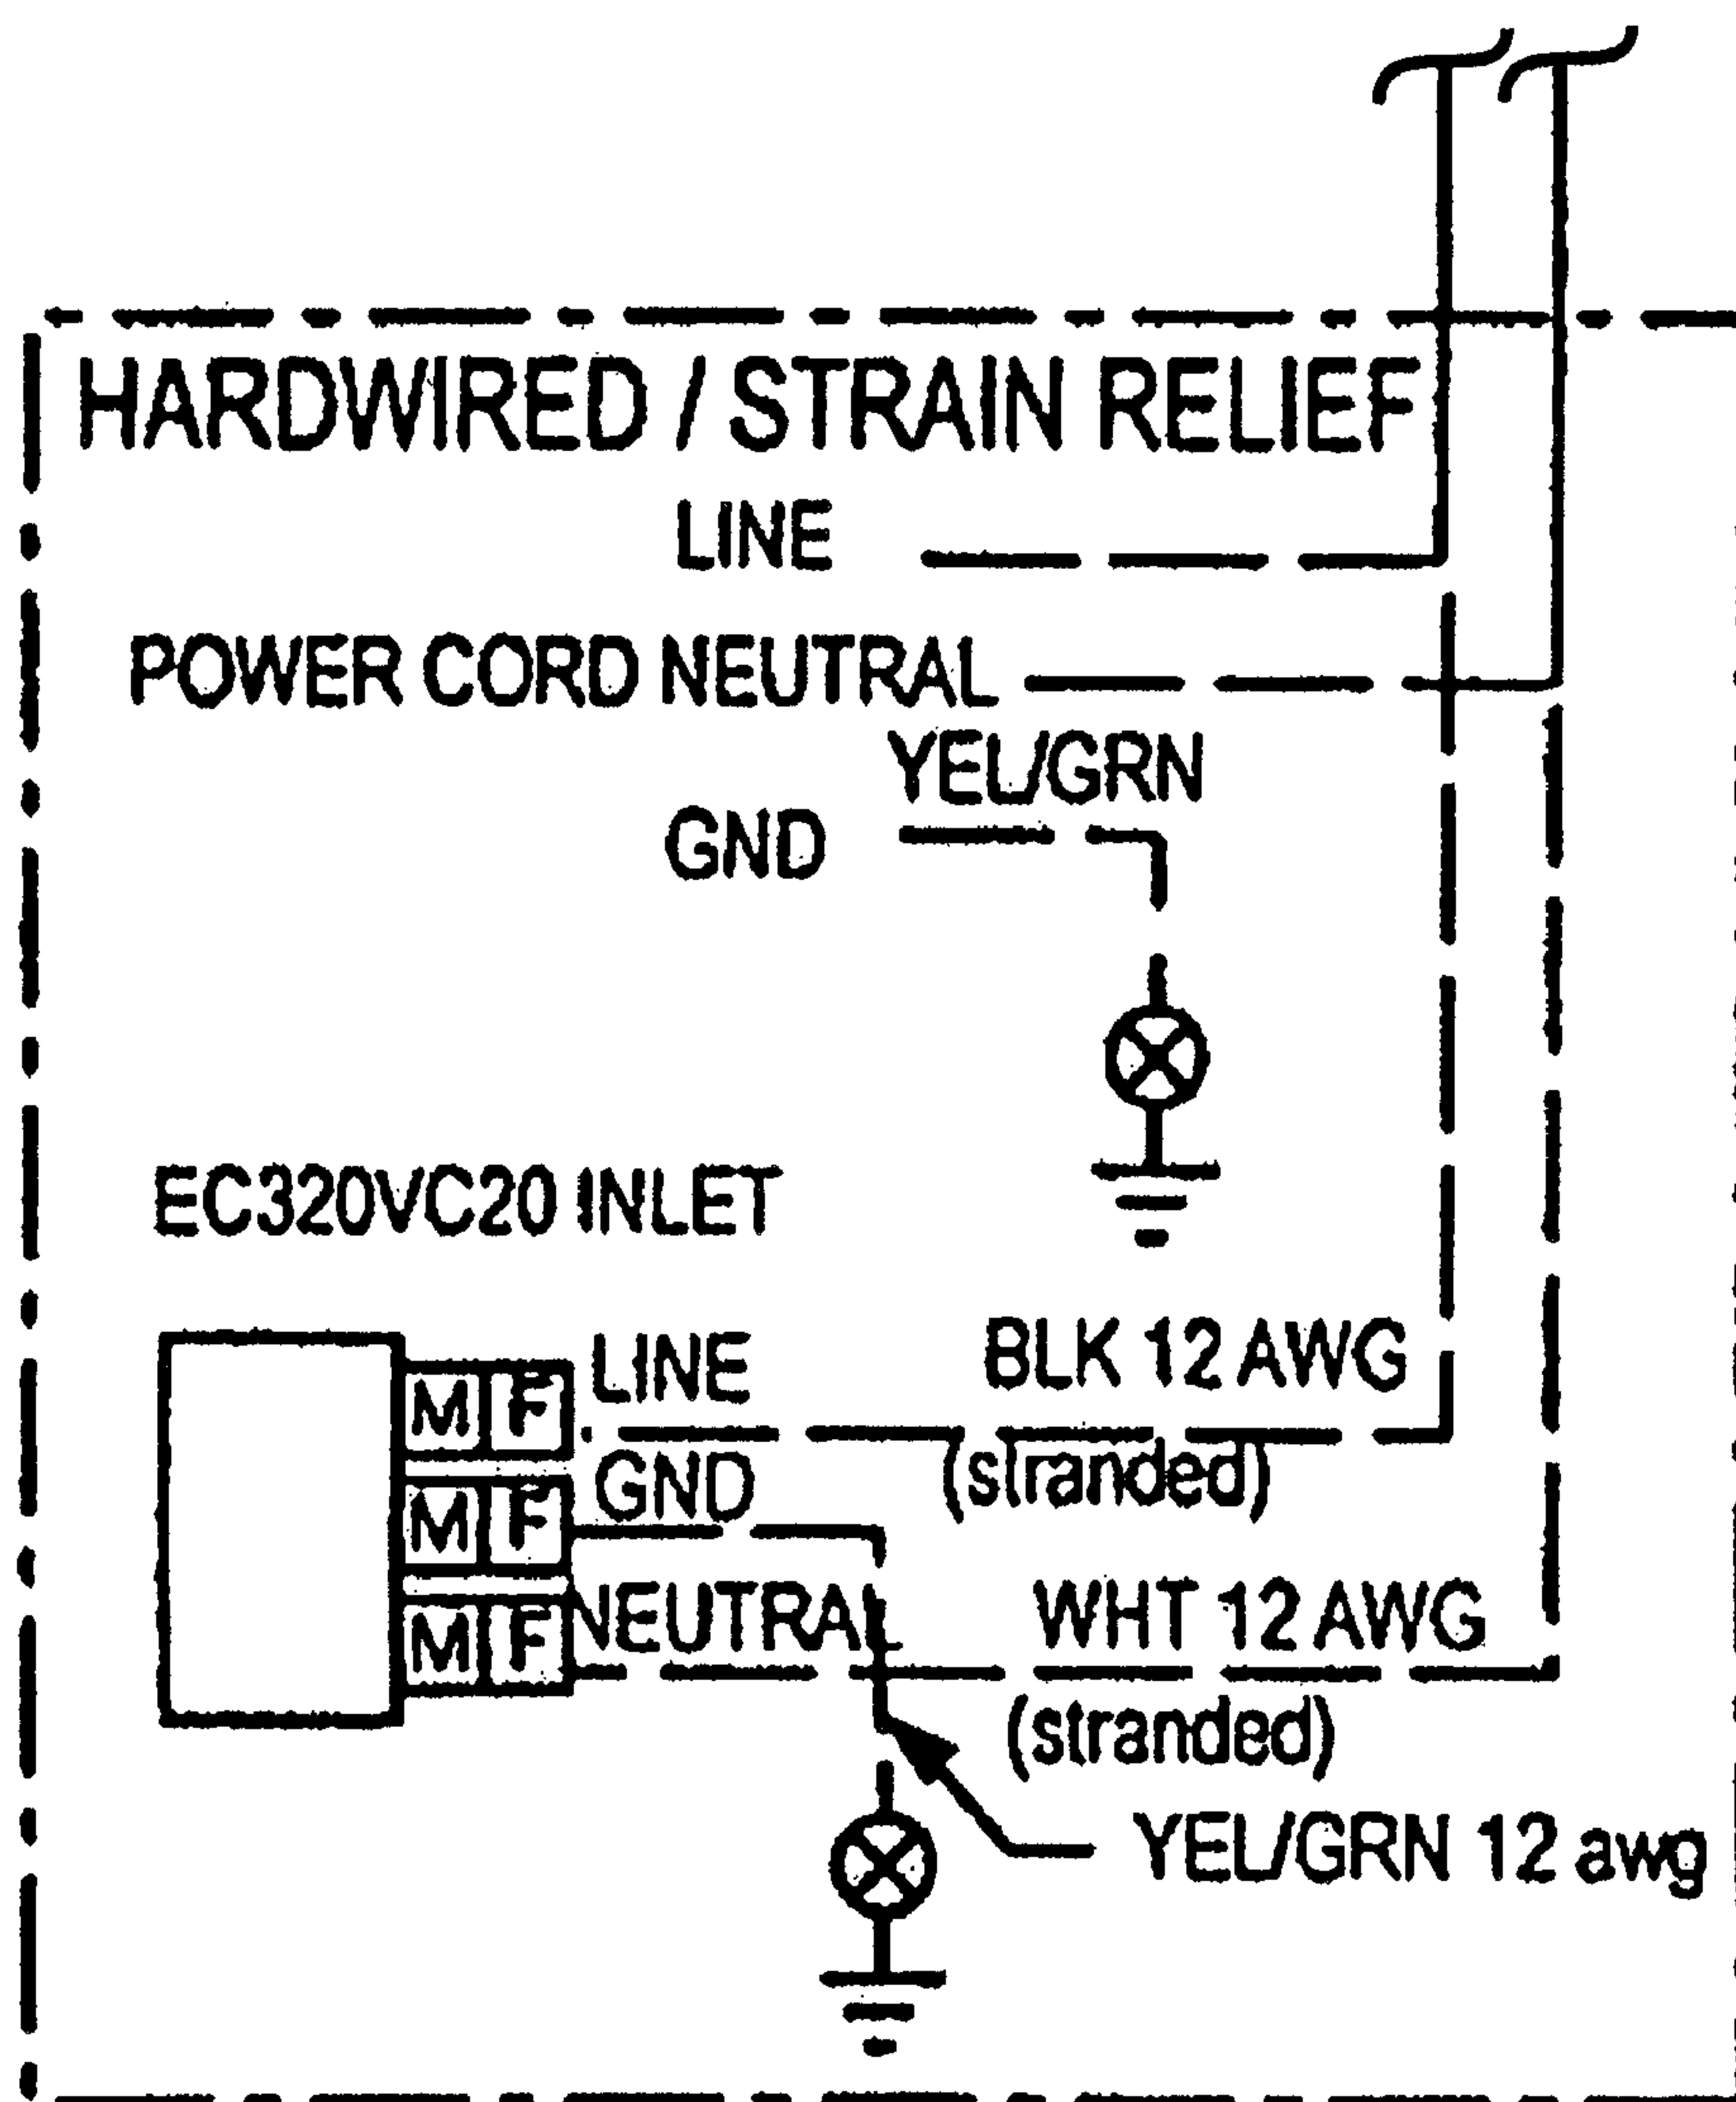 HARDWIRED / STRAIN RELIEF
LINE
POWER CORD NEUTRAL
YEL/GRN
GND
EC320VC20 INLET
LINE
BLK 12 AWG
M F
(stranded)
GND
M F
NEUTRAL
WHT 12 AWG
M F
(stranded)
YEL/GRN 12 awg